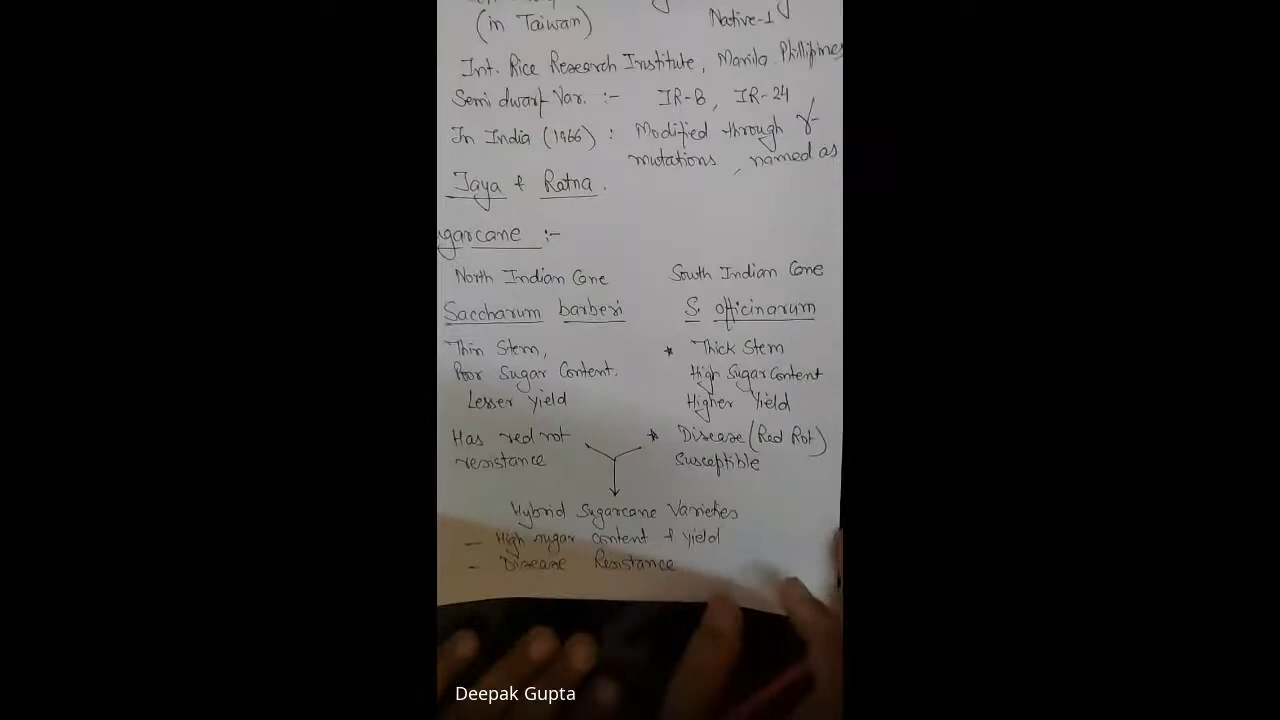 (in Taiwan) Native-1
Int. Rice Research Institute, Manila Phillipines
Semi dwarf Var. :- IR-8, IR-24
In India (1966) : Modified through γ-
mutations, named as
Jaya & Ratna.
garcane :-
North Indian Cane South Indian Cane
Saccharum barberi S. officinarum
Thin Stem, * Thick Stem
Poor Sugar Content. High Sugar Content
Lesser Yield Higher Yield
Has red rot * Disease (Red Rot)
resistance Susceptible
Hybrid Sugarcane Varieties
- High sugar content & yield
- Disease Resistance
Deepak Gupta